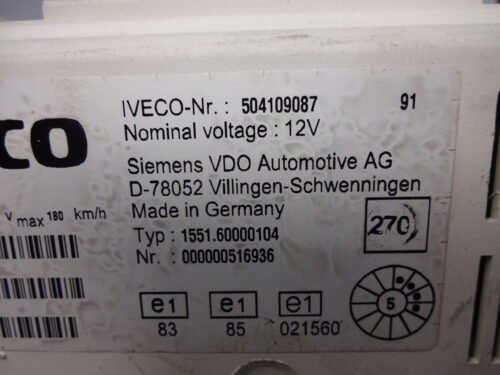 CO
IVECO-Nr. : 504109087 91
Nominal voltage : 12V
Siemens VDO Automotive AG
D-78052 Villingen-Schwenningen
V max 180 km/h
Made in Germany
Typ : 1551.60000104
270
Nr. : 000000516936
e1 e1 e1
83 85 021560
5